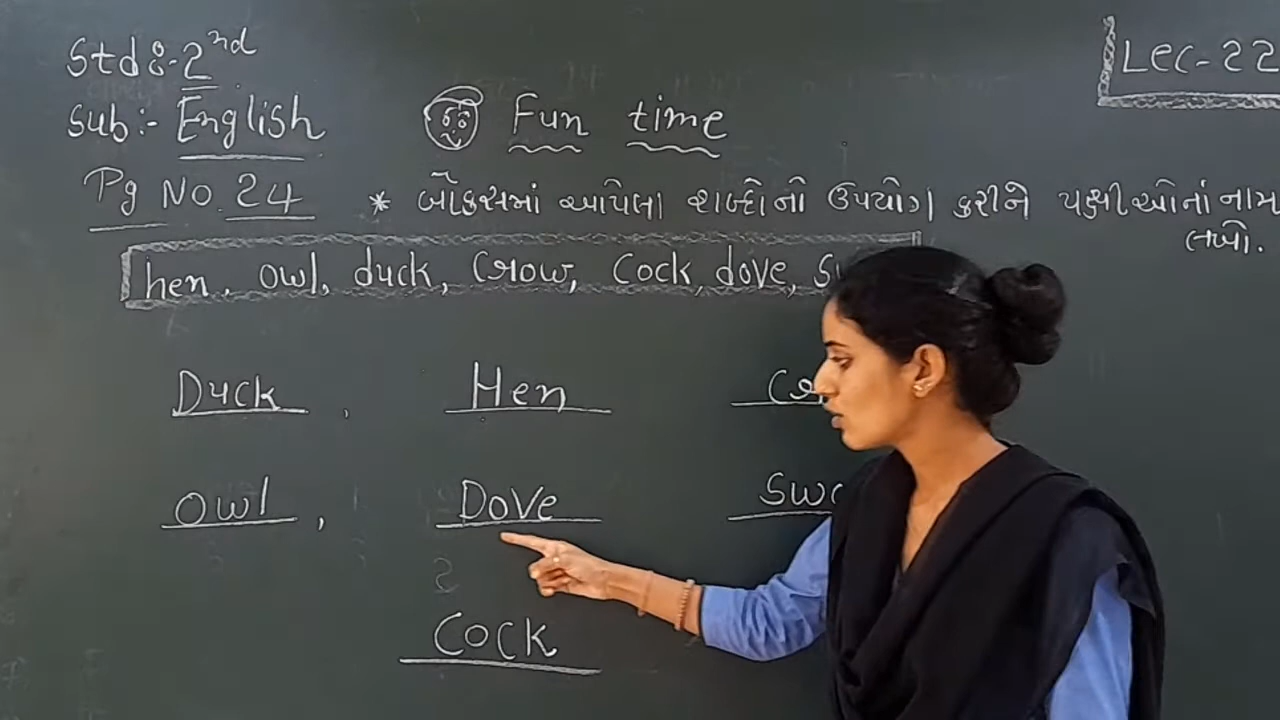 Std:-2nd
Lec-22
Sub:- English
Fun time
Pg No. 24
* બોક્સમાં આપેલા શબ્દોનો ઉપયોગ કરીને પક્ષીઓનાં નામ
લખો.
hen, owl, duck, Crow, Cock, dove,
Duck, Hen
Owl, Dove
Cock